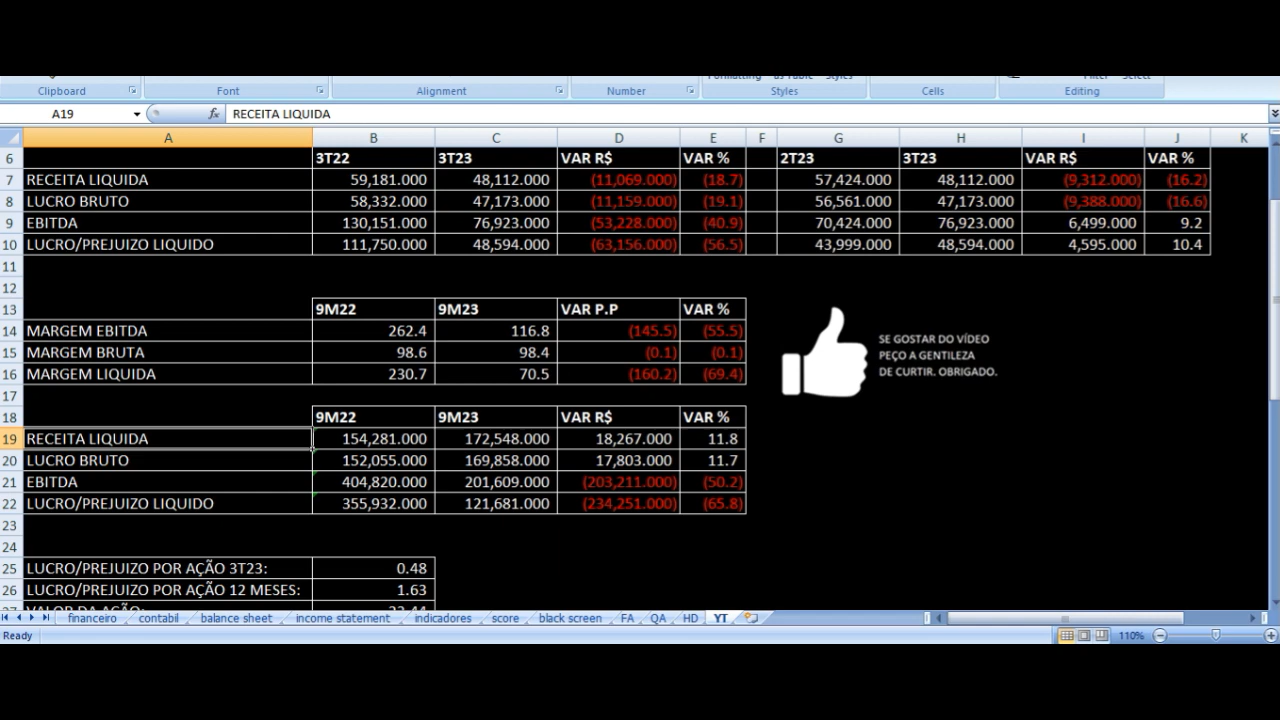 Clipboard Font Alignment Number Styles Cells Editing
A19 fx RECEITA LIQUIDA
A B C D E F G H I J K
6 3T22 3T23 VAR R$ VAR % 2T23 3T23 VAR R$ VAR %
7 RECEITA LIQUIDA 59,181.000 48,112.000 (11,069.000) (18.7) 57,424.000 48,112.000 (9,312.000) (16.2)
8 LUCRO BRUTO 58,332.000 47,173.000 (11,159.000) (19.1) 56,561.000 47,173.000 (9,388.000) (16.6)
9 EBITDA 130,151.000 76,923.000 (53,228.000) (40.9) 70,424.000 76,923.000 6,499.000 9.2
10 LUCRO/PREJUIZO LIQUIDO 111,750.000 48,594.000 (63,156.000) (56.5) 43,999.000 48,594.000 4,595.000 10.4
11
12
13 9M22 9M23 VAR P.P VAR %
14 MARGEM EBITDA 262.4 116.8 (145.5) (55.5)
15 MARGEM BRUTA 98.6 98.4 (0.1) (0.1)
16 MARGEM LIQUIDA 230.7 70.5 (160.2) (69.4)
SE GOSTAR DO VÍDEO
PEÇO A GENTILEZA
DE CURTIR. OBRIGADO.
17
18 9M22 9M23 VAR R$ VAR %
19 RECEITA LIQUIDA 154,281.000 172,548.000 18,267.000 11.8
20 LUCRO BRUTO 152,055.000 169,858.000 17,803.000 11.7
21 EBITDA 404,820.000 201,609.000 (203,211.000) (50.2)
22 LUCRO/PREJUIZO LIQUIDO 355,932.000 121,681.000 (234,251.000) (65.8)
23
24
25 LUCRO/PREJUIZO POR AÇÃO 3T23: 0.48
26 LUCRO/PREJUIZO POR AÇÃO 12 MESES: 1.63
financeiro contabil balance sheet income statement indicadores score black screen FA QA HD YT
Ready 110%